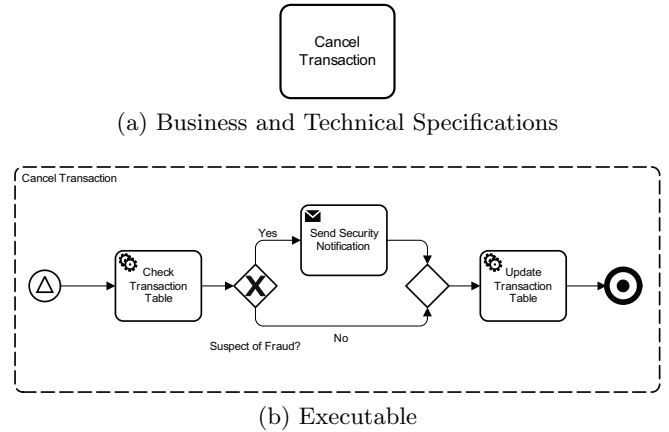 Cancel
Transaction
(a) Business and Technical Specifications
Cancel Transaction
Check
Transaction
Table
Yes
Send Security
Notification
Update
Transaction
Table
Suspect of Fraud?
No
(b) Executable